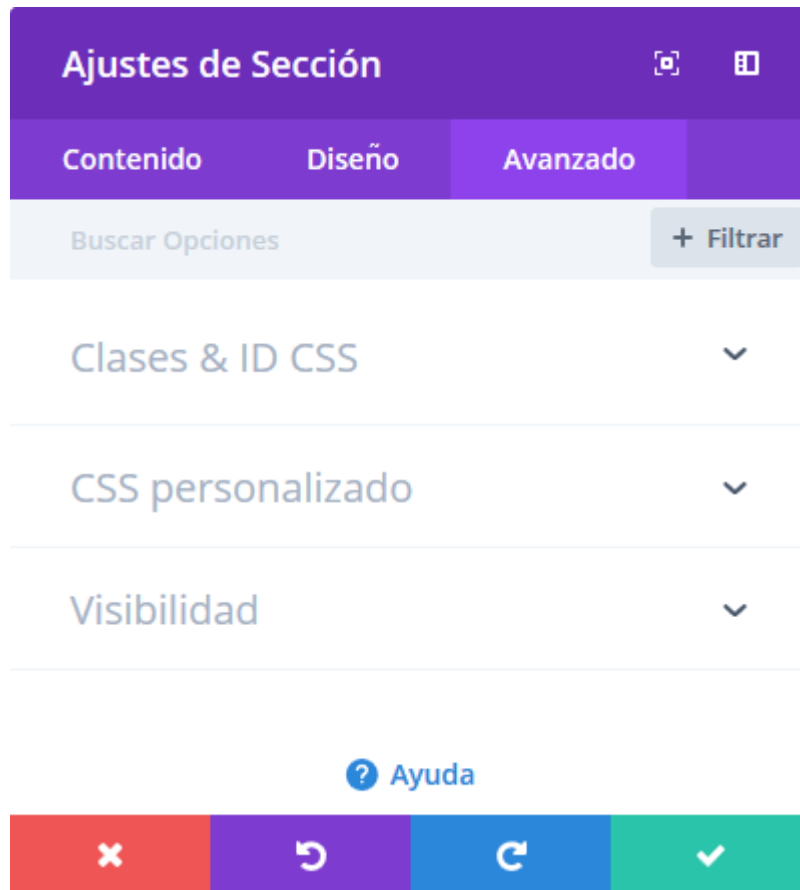 Ajustes de Sección
Contenido Diseño Avanzado
Buscar Opciones + Filtrar
Clases & ID CSS
CSS personalizado
Visibilidad
? Ayuda